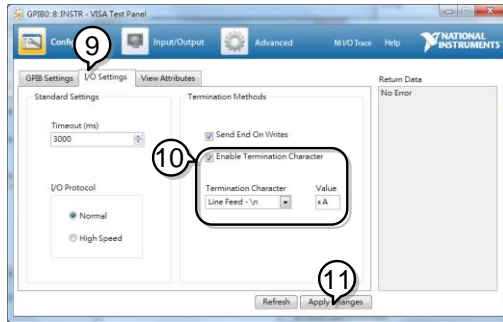 GPIB0::8::INSTR - VISA Test Panel
9
Input/Output
Advanced
NI I/O Trace
Help
NATIONAL INSTRUMENTS
GPIB Settings
I/O Settings
View Attributes
Return Data
No Error
Standard Settings
Timeout (ms)
3000
I/O Protocol
Normal
High Speed
Termination Methods
Send End On Writes
10
Enable Termination Character
Termination Character
Value
Line Feed - \n
xA
11
Refresh
Apply Changes